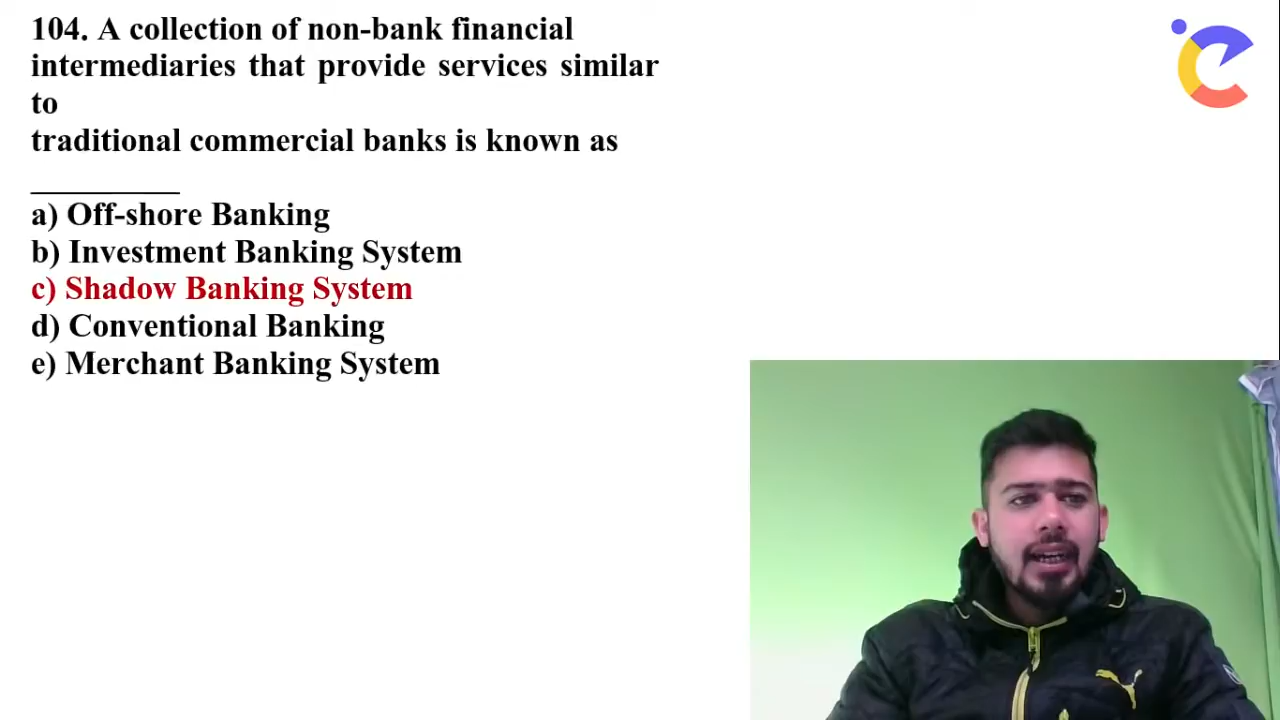 104. A collection of non-bank financial
intermediaries that provide services similar
to
traditional commercial banks is known as
_________
a) Off-shore Banking
b) Investment Banking System
c) Shadow Banking System
d) Conventional Banking
e) Merchant Banking System